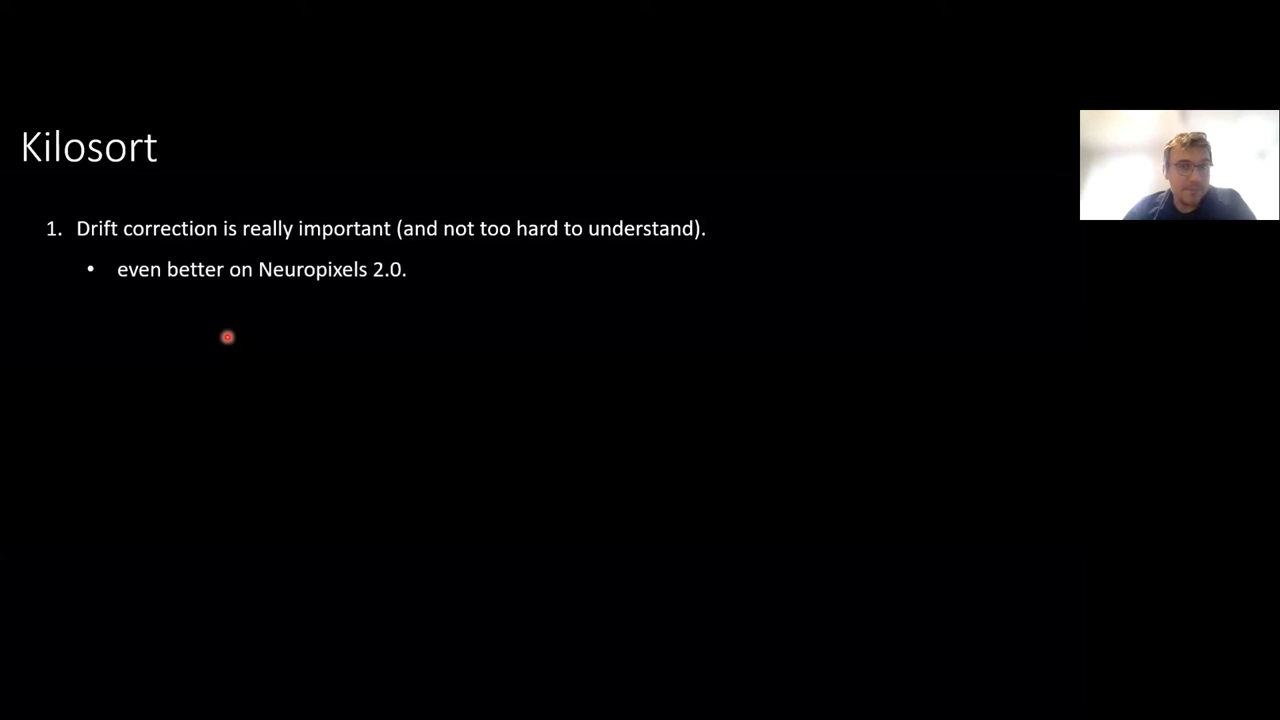 Kilosort
1. Drift correction is really important (and not too hard to understand).
• even better on Neuropixels 2.0.